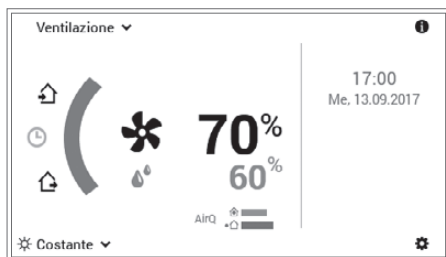 Ventilazione
17:00
Me, 13.09.2017
70%
60%
AirQ
Costante